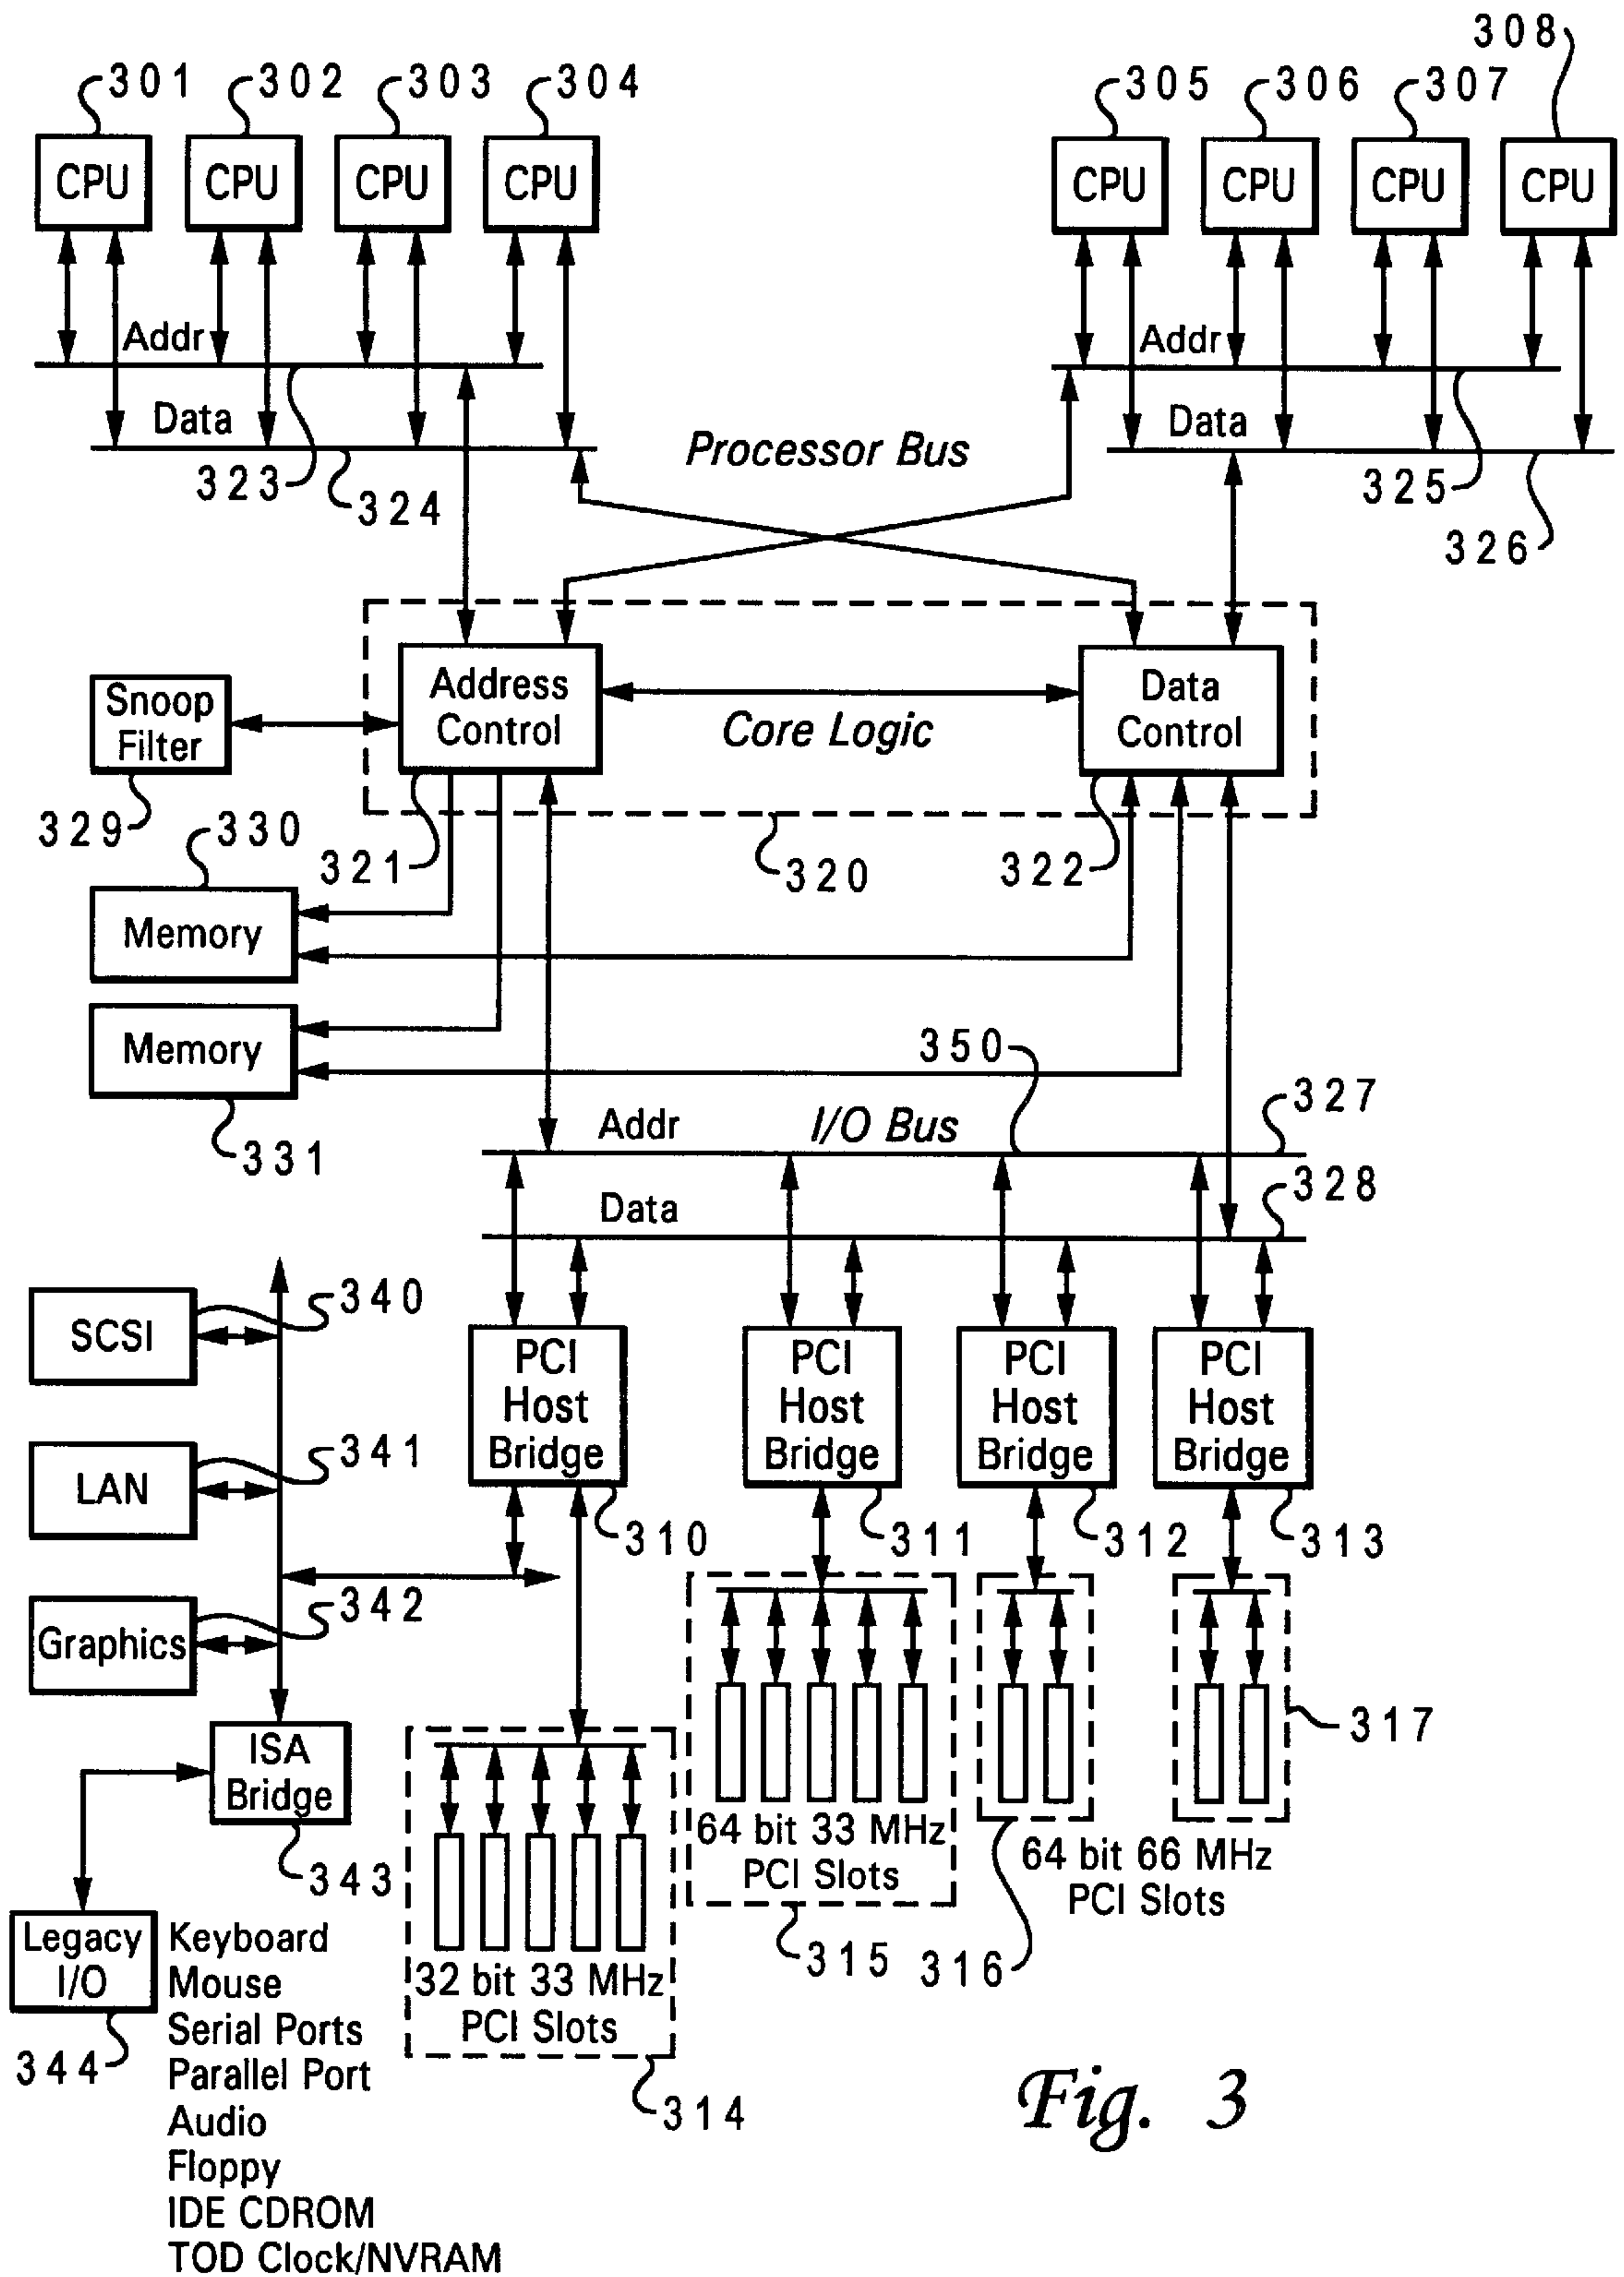 308
301 302 303 304 305 306 307
CPU CPU CPU CPU CPU CPU CPU CPU
Addr Addr
Data Data
Processor Bus
323 325
324
326
Address
Control
Data
Control
Core Logic
Snoop
Filter
329
330
321
320
322
Memory
Memory
350
331
Addr
I/O Bus
327
Data
328
SCSI
340
PCI
Host
Bridge
PCI
Host
Bridge
PCI
Host
Bridge
PCI
Host
Bridge
LAN
341
310 311 312 313
Graphics
342
317
ISA
Bridge
343
64 bit 33 MHz
PCI Slots
64 bit 66 MHz
PCI Slots
315 316
Legacy
I/O
344
Keyboard
Mouse
Serial Ports
Parallel Port
Audio
Floppy
IDE CDROM
TOD Clock/NVRAM
32 bit 33 MHz
PCI Slots
314
Fig. 3